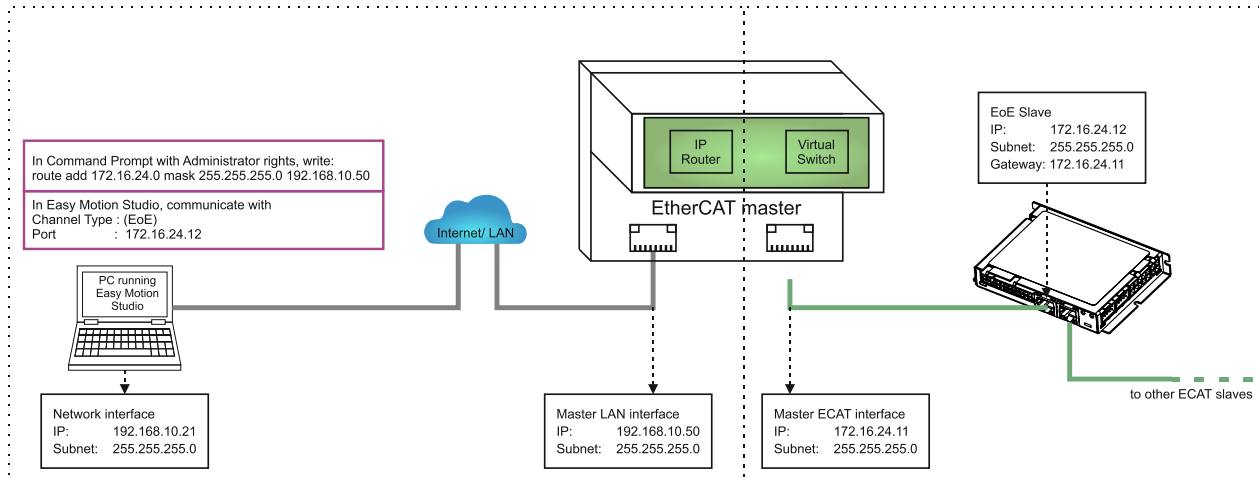 In Command Prompt with Administrator rights, write:
route add 172.16.24.0 mask 255.255.255.0 192.168.10.50
In Easy Motion Studio, communicate with
Channel Type : (EoE)
Port : 172.16.24.12
PC running
Easy Motion
Studio
Network interface
IP: 192.168.10.21
Subnet: 255.255.255.0
Internet/ LAN
IP
Router
Virtual
Switch
EtherCAT master
Master LAN interface
IP: 192.168.10.50
Subnet: 255.255.255.0
Master ECAT interface
IP: 172.16.24.11
Subnet: 255.255.255.0
EoE Slave
IP: 172.16.24.12
Subnet: 255.255.255.0
Gateway: 172.16.24.11
to other ECAT slaves